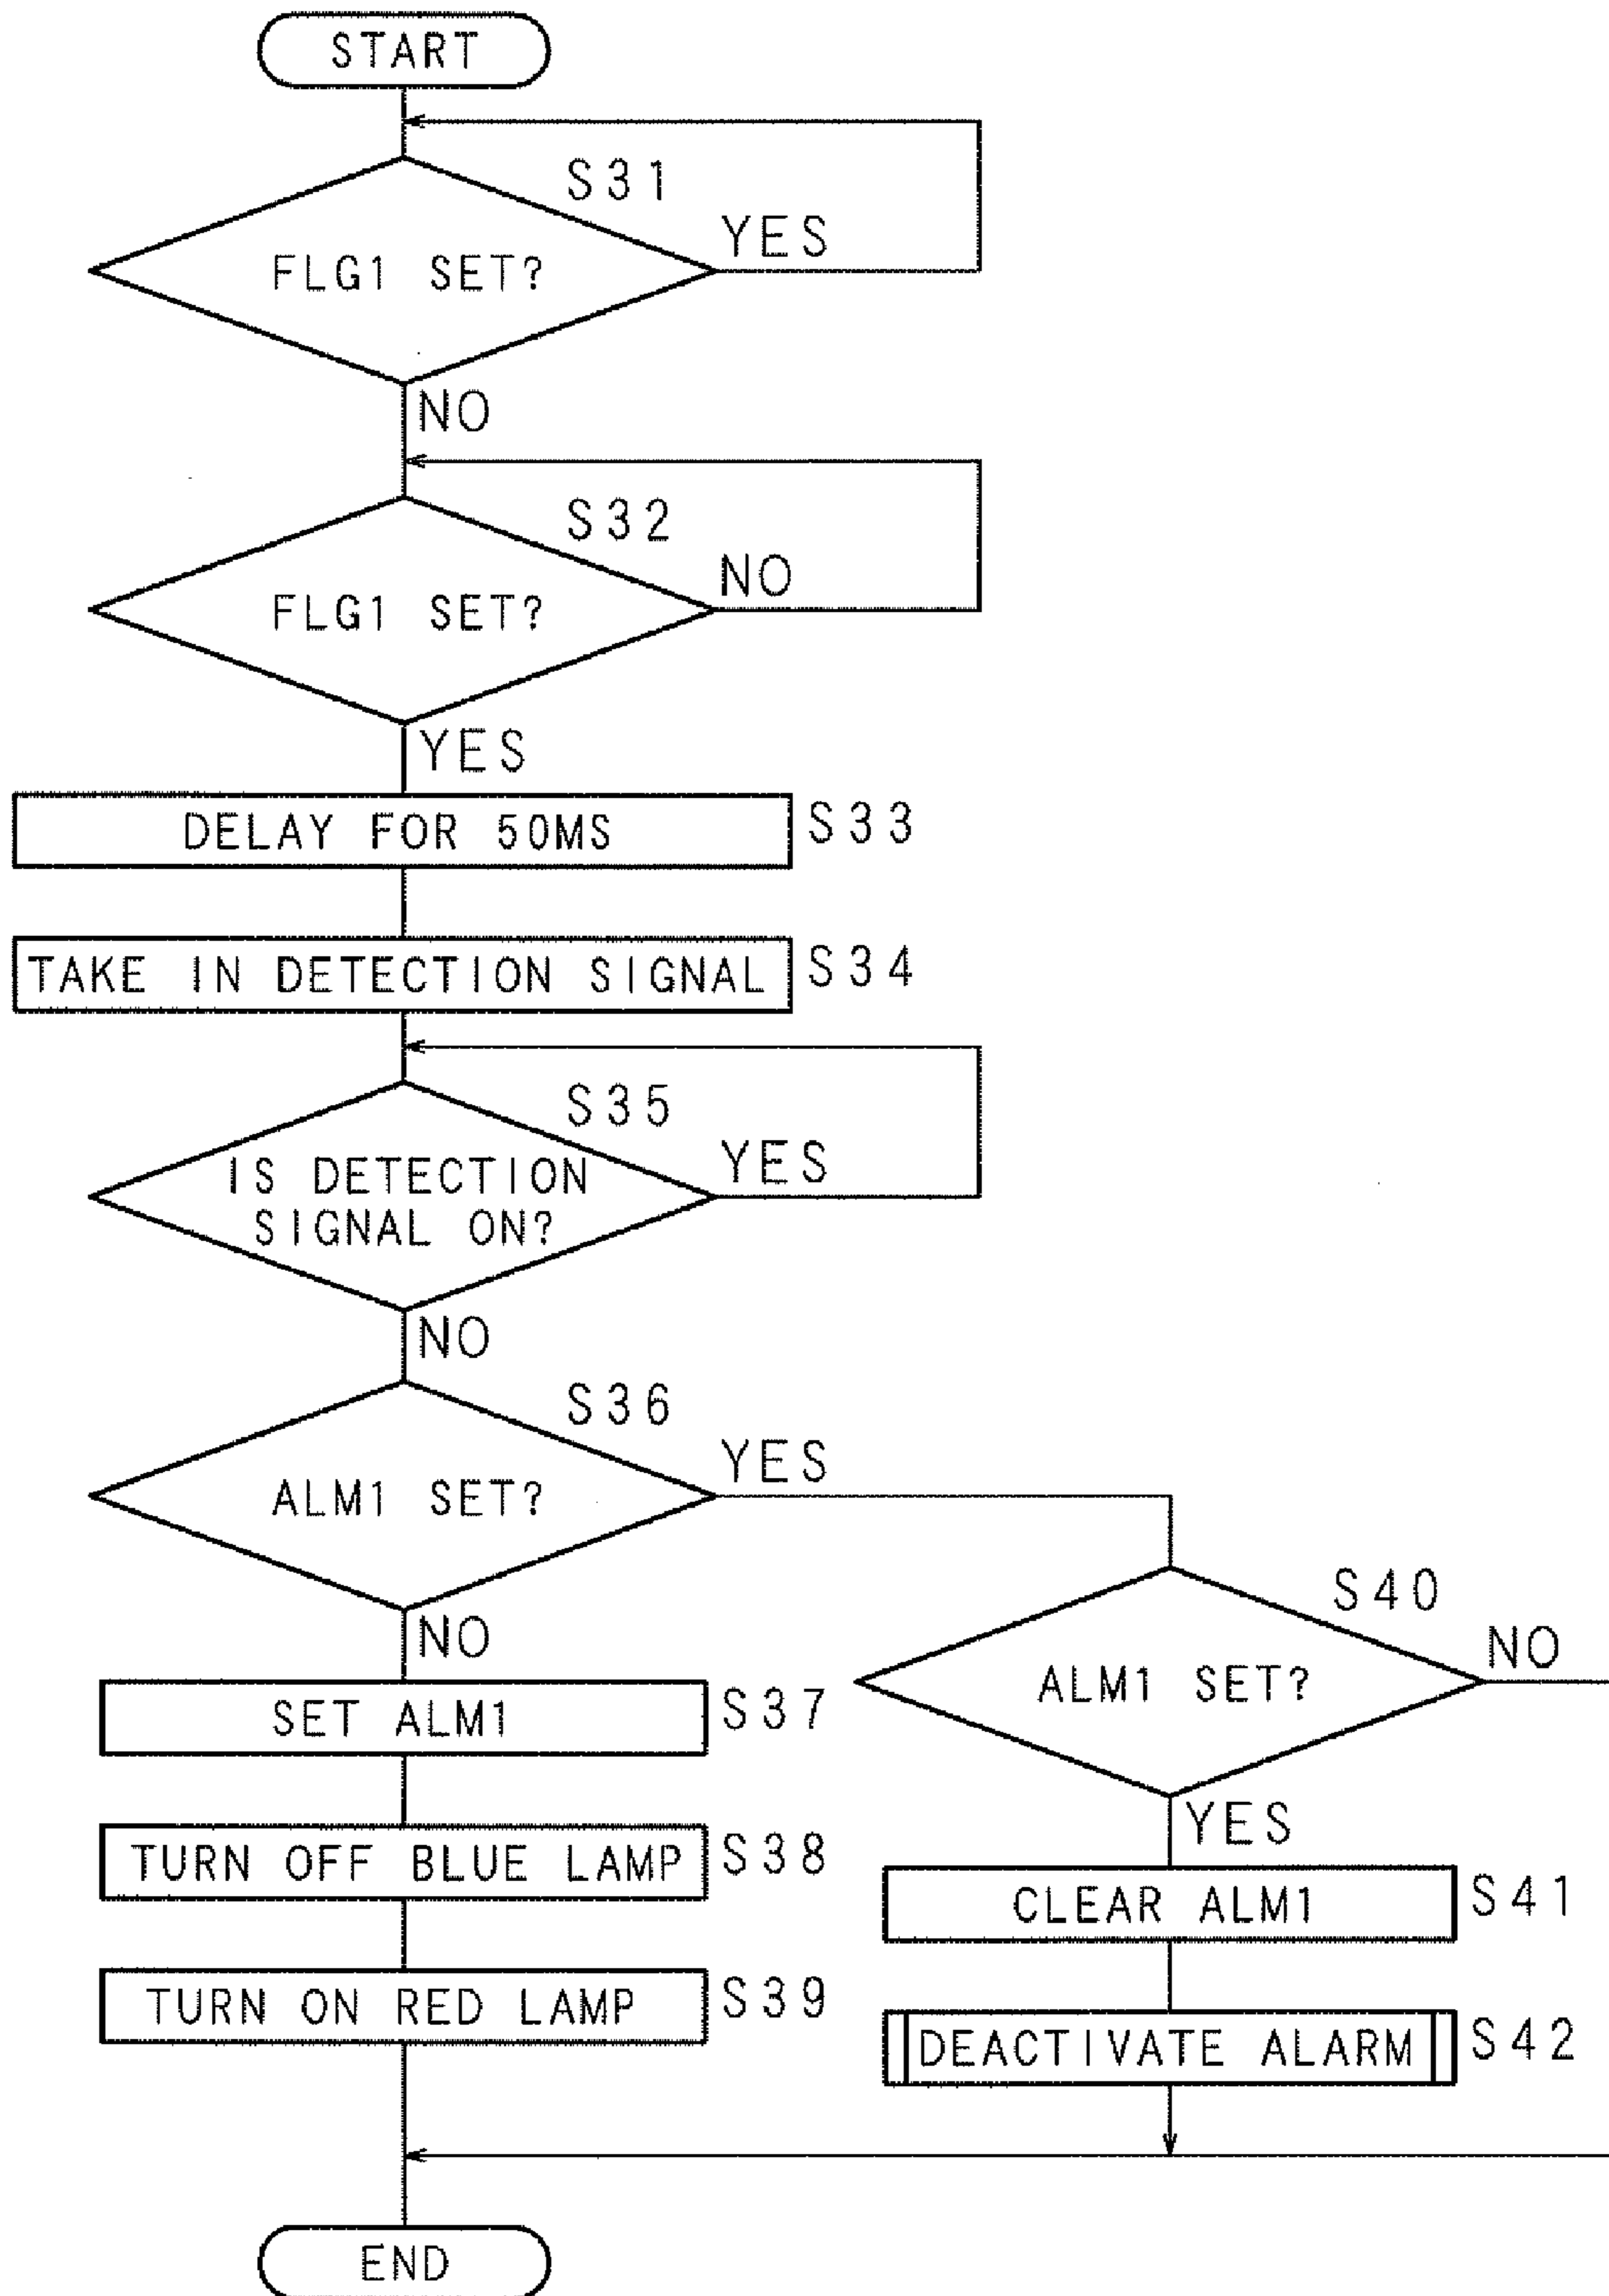 START
S31
YES
FLG1 SET?
NO
S32
NO
FLG1 SET?
YES
DELAY FOR 50MS S33
TAKE IN DETECTION SIGNAL S34
S35
YES
IS DETECTION
SIGNAL ON?
NO
S36
YES
ALM1 SET?
NO
S40
NO
ALM1 SET?
YES
SET ALM1 S37
TURN OFF BLUE LAMP S38
TURN ON RED LAMP S39
CLEAR ALM1 S41
DEACTIVATE ALARM S42
END